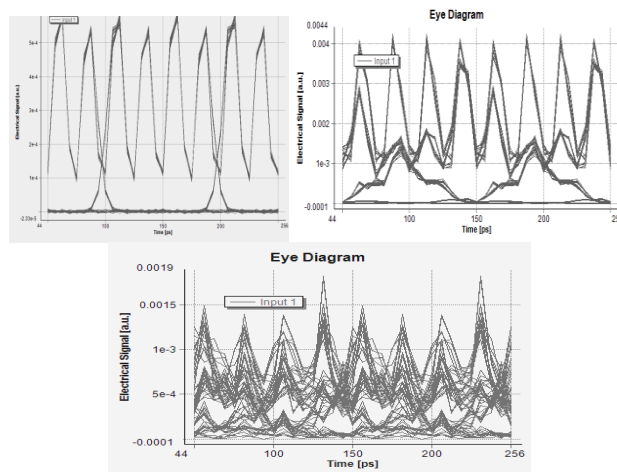 Input 1
Electrical Signal [a.u.]
5e-4
4e-4
3e-4
2e-4
1e-4
44
100
150
200
256
Time [ps]
Eye Diagram
0.0044
0.004
Input 1
Electrical Signal [a.u.]
0.003
0.002
1e-3
-0.0001
44
100
150
200
256
Time [ps]
Eye Diagram
0.0019
Input 1
0.0015
Electrical Signal [a.u.]
1e-3
5e-4
-0.0001
44
100
150
200
256
Time [ps]